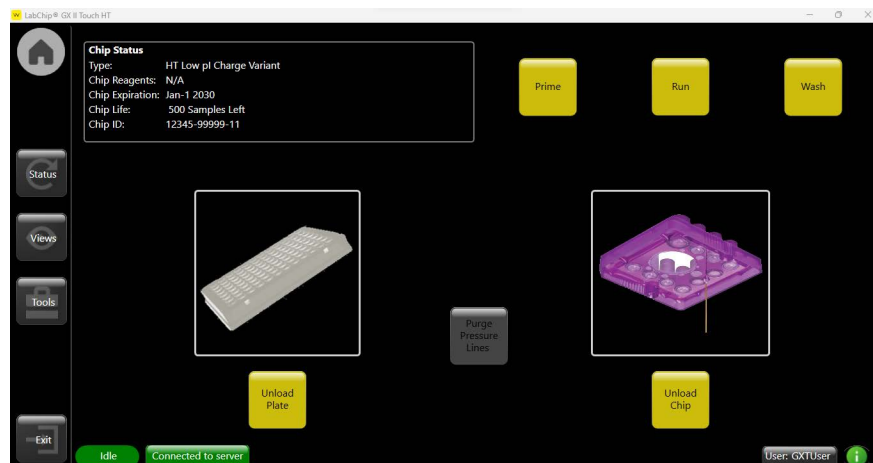 LabChip® GX II Touch HT
Chip Status
Type: HT Low pI Charge Variant
Chip Reagents: N/A
Chip Expiration: Jan-1 2030
Chip Life: 500 Samples Left
Chip ID: 12345-99999-11
Prime
Run
Wash
Status
Views
Tools
Purge
Pressure
Lines
Unload
Plate
Unload
Chip
Exit
Idle
Connected to server
User: GXTUser
i